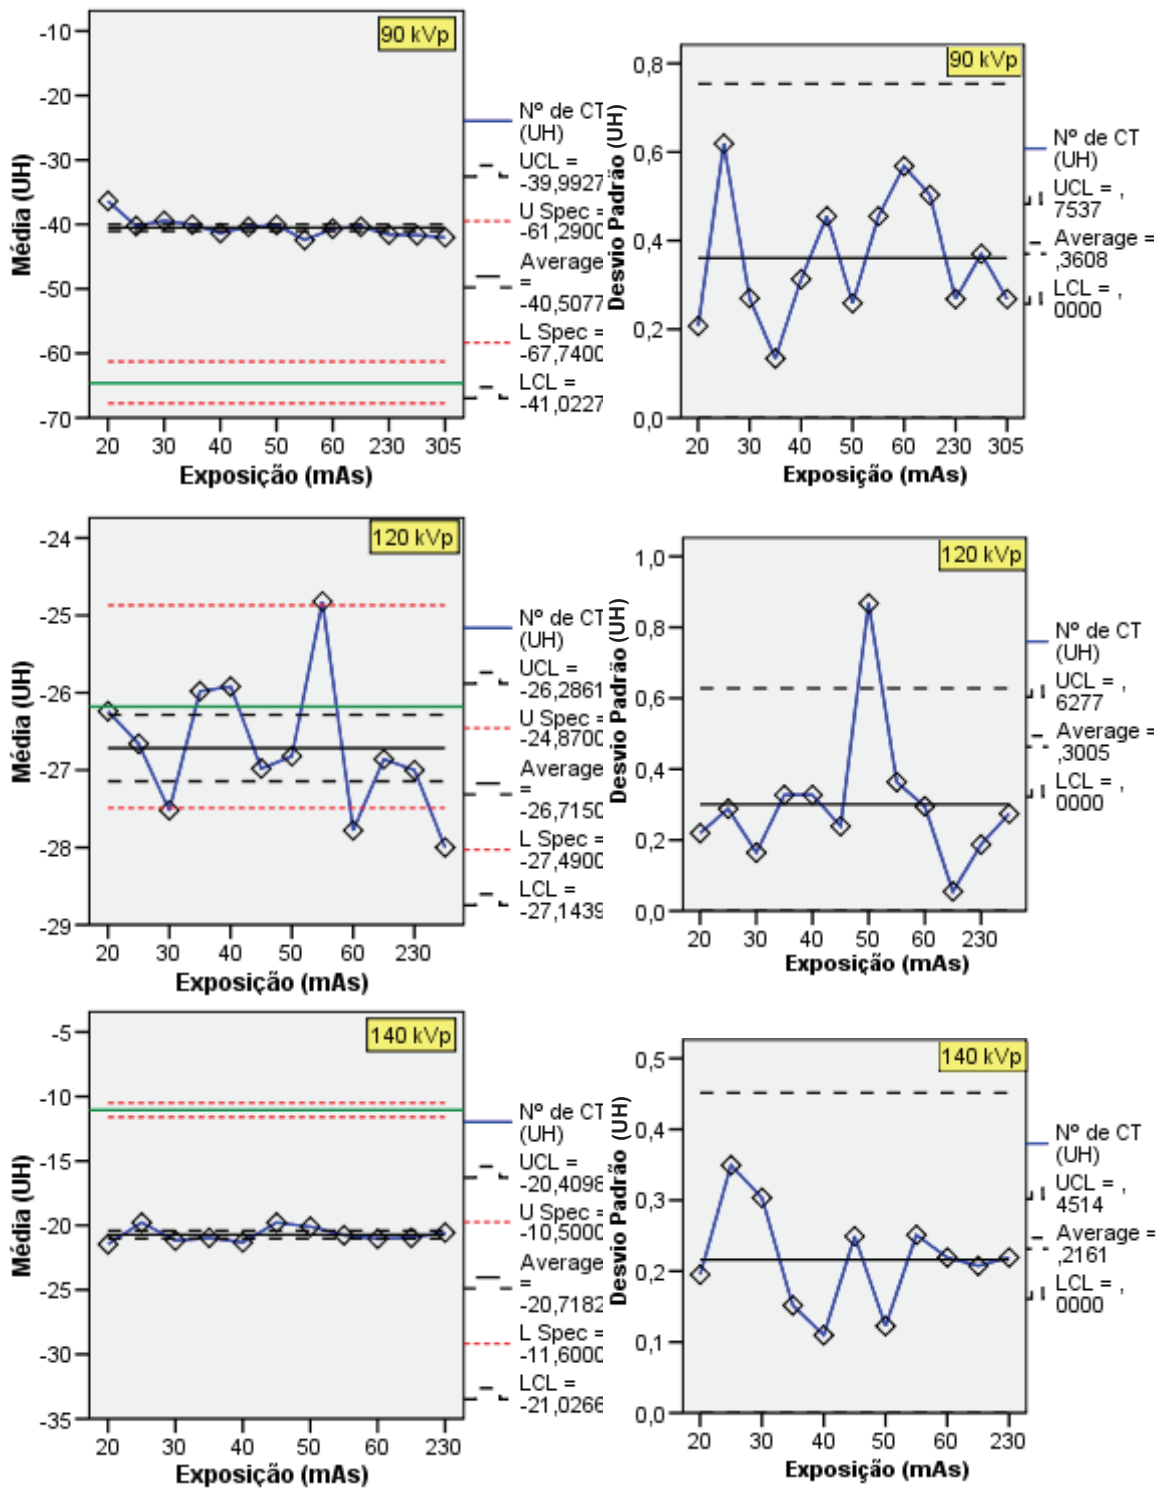 90 kVp
-10
-20
-30
-40
-50
-60
-70
Média (UH)
20
30
40
50
60
230
305
Exposição (mAs)
Nº de CT
(UH)
UCL =
-39,9927
U Spec =
-61,2900
Average
=
-40,5077
L Spec =
-67,7400
LCL =
-41,0227
90 kVp
0,8
0,6
0,4
0,2
0,0
Desvio Padrão (UH)
20
30
40
50
60
230
305
Exposição (mAs)
Nº de CT
(UH)
UCL = ,
7537
Average =
,3608
LCL = ,
0000
120 kVp
-24
-25
-26
-27
-28
-29
Média (UH)
20
30
40
50
60
230
Exposição (mAs)
Nº de CT
(UH)
UCL =
-26,2861
U Spec =
-24,8700
Average
=
-26,7150
L Spec =
-27,4900
LCL =
-27,1439
120 kVp
1,0
0,8
0,6
0,4
0,2
0,0
Desvio Padrão (UH)
20
30
40
50
60
230
Exposição (mAs)
Nº de CT
(UH)
UCL = ,
6277
Average =
,3005
LCL = ,
0000
140 kVp
-5
-10
-15
-20
-25
-30
-35
Média (UH)
20
30
40
50
60
230
Exposição (mAs)
Nº de CT
(UH)
UCL =
-20,4098
U Spec =
-10,5000
Average
=
-20,7182
L Spec =
-11,6000
LCL =
-21,0266
140 kVp
0,5
0,4
0,3
0,2
0,1
0,0
Desvio Padrão (UH)
20
30
40
50
60
230
Exposição (mAs)
Nº de CT
(UH)
UCL = ,
4514
Average =
,2161
LCL = ,
0000